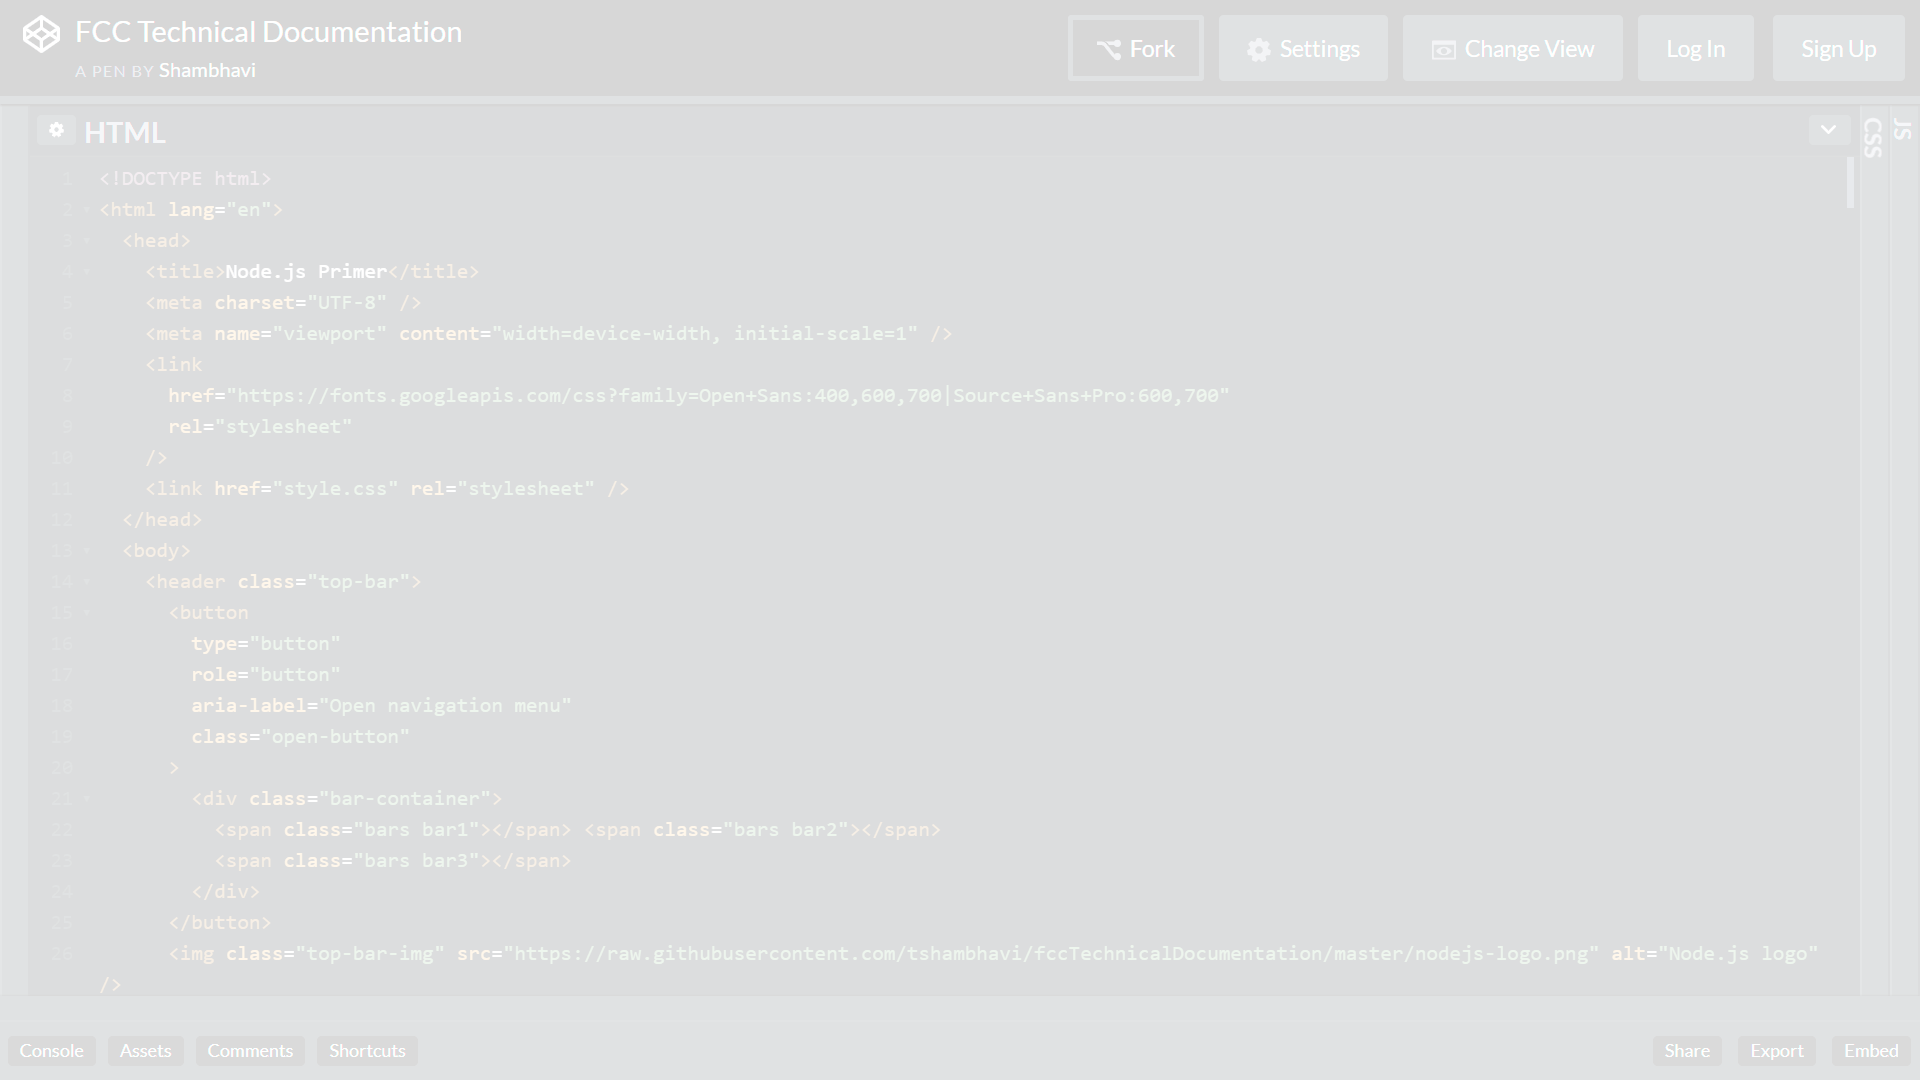 FCC Technical Documentation
A PEN BY Shambhavi
Fork
Settings
Change View
Log In
Sign Up
HTML
CSS
JS
1 <!DOCTYPE html>
2 <html lang="en">
3 <head>
4 <title>Node.js Primer</title>
5 <meta charset="UTF-8" />
6 <meta name="viewport" content="width=device-width, initial-scale=1" />
7 <link
8 href="https://fonts.googleapis.com/css?family=Open+Sans:400,600,700|Source+Sans+Pro:600,700"
9 rel="stylesheet"
10 />
11 <link href="style.css" rel="stylesheet" />
12 </head>
13 <body>
14 <header class="top-bar">
15 <button
16 type="button"
17 role="button"
18 aria-label="Open navigation menu"
19 class="open-button"
20 >
21 <div class="bar-container">
22 <span class="bars bar1"></span> <span class="bars bar2"></span>
23 <span class="bars bar3"></span>
24 </div>
25 </button>
26 <img class="top-bar-img" src="https://raw.githubusercontent.com/tshambhavi/fccTechnicalDocumentation/master/nodejs-logo.png" alt="Node.js logo"
/>
Console
Assets
Comments
Shortcuts
Share
Export
Embed